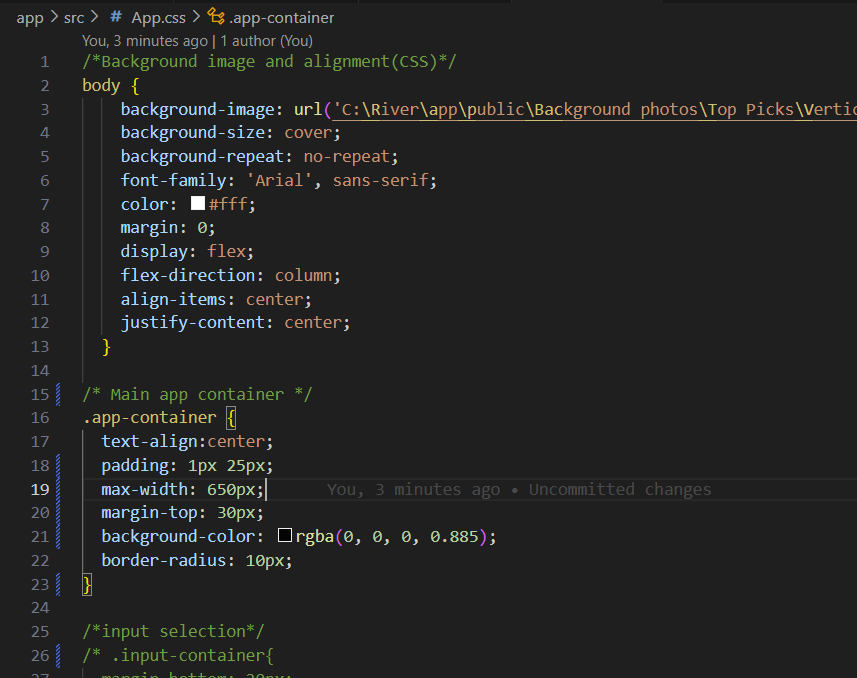 app > src > # App.css > .app-container
You, 3 minutes ago | 1 author (You)
1 /*Background image and alignment(CSS)*/
2 body {
3 background-image: url('C:\River\app\public\Background photos\Top Picks\Vertic
4 background-size: cover;
5 background-repeat: no-repeat;
6 font-family: 'Arial', sans-serif;
7 color: #fff;
8 margin: 0;
9 display: flex;
10 flex-direction: column;
11 align-items: center;
12 justify-content: center;
13 }
14
15 /* Main app container */
16 .app-container {
17 text-align:center;
18 padding: 1px 25px;
19 max-width: 650px; You, 3 minutes ago • Uncommitted changes
20 margin-top: 30px;
21 background-color: rgba(0, 0, 0, 0.885);
22 border-radius: 10px;
23 }
24
25 /*input selection*/
26 /* .input-container{
27 margin-bottom: 20px;